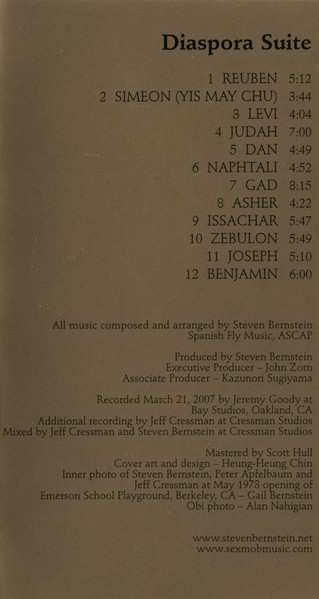 Diaspora Suite
1 REUBEN 5:12
2 SIMEON (YIS MAY CHU) 3:44
3 LEVI 4:04
4 JUDAH 7:00
5 DAN 4:49
6 NAPHTALI 4:52
7 GAD 8:15
8 ASHER 4:22
9 ISSACHAR 5:47
10 ZEBULON 5:49
11 JOSEPH 5:10
12 BENJAMIN 6:00
All music composed and arranged by Steven Bernstein
Spanish Fly Music, ASCAP
Produced by Steven Bernstein
Executive Producer – John Zorn
Associate Producer – Kazunori Sugiyama
Recorded March 21, 2007 by Jeremy Goody at
Bay Studios, Oakland, CA
Additional recording by Jeff Cressman at Cressman Studios
Mixed by Jeff Cressman and Steven Bernstein at Cressman Studios
Mastered by Scott Hull
Cover art and design – Heung-Heung Chin
Inner photo of Steven Bernstein, Peter Apfelbaum and
Jeff Cressman at May 1978 opening of
Emerson School Playground, Berkeley, CA – Gail Bernstein
Obi photo – Alan Nahigian
www.stevenbernstein.net
www.sexmobmusic.com